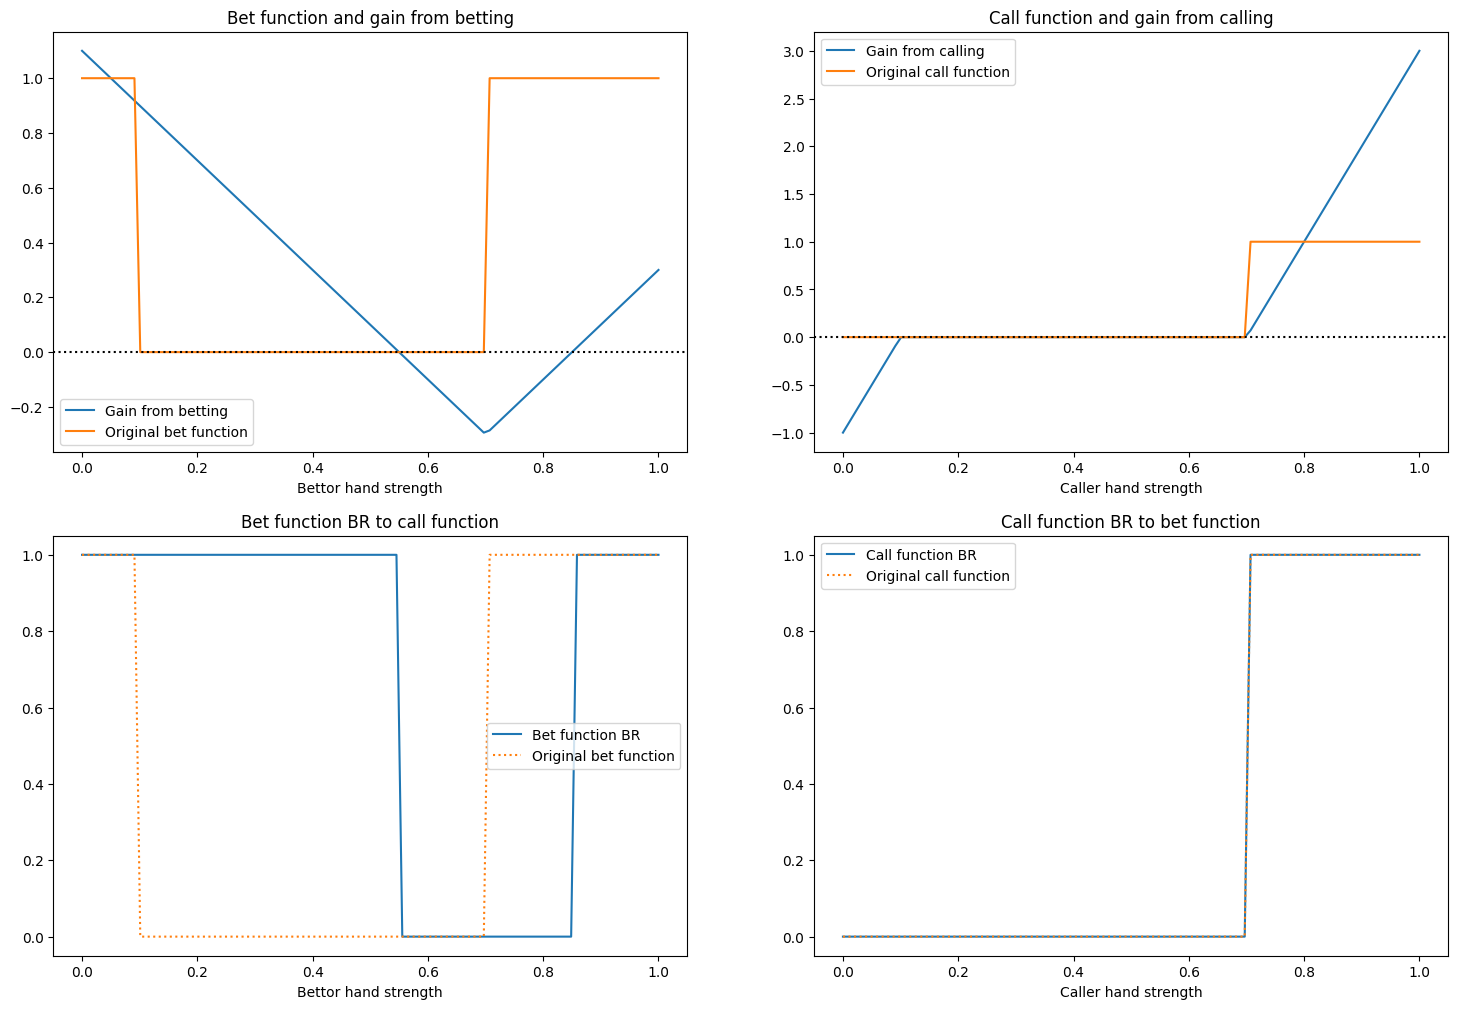 Bet function and gain from betting
1.0
0.8
0.6
0.4
0.2
0.0
−0.2
Gain from betting
Original bet function
0.0 0.2 0.4 0.6 0.8 1.0
Bettor hand strength
Call function and gain from calling
3.0
2.5
2.0
1.5
1.0
0.5
0.0
−0.5
−1.0
Gain from calling
Original call function
0.0 0.2 0.4 0.6 0.8 1.0
Caller hand strength
Bet function BR to call function
1.0
0.8
0.6
0.4
0.2
0.0
Bet function BR
Original bet function
0.0 0.2 0.4 0.6 0.8 1.0
Bettor hand strength
Call function BR to bet function
1.0
0.8
0.6
0.4
0.2
0.0
Call function BR
Original call function
0.0 0.2 0.4 0.6 0.8 1.0
Caller hand strength